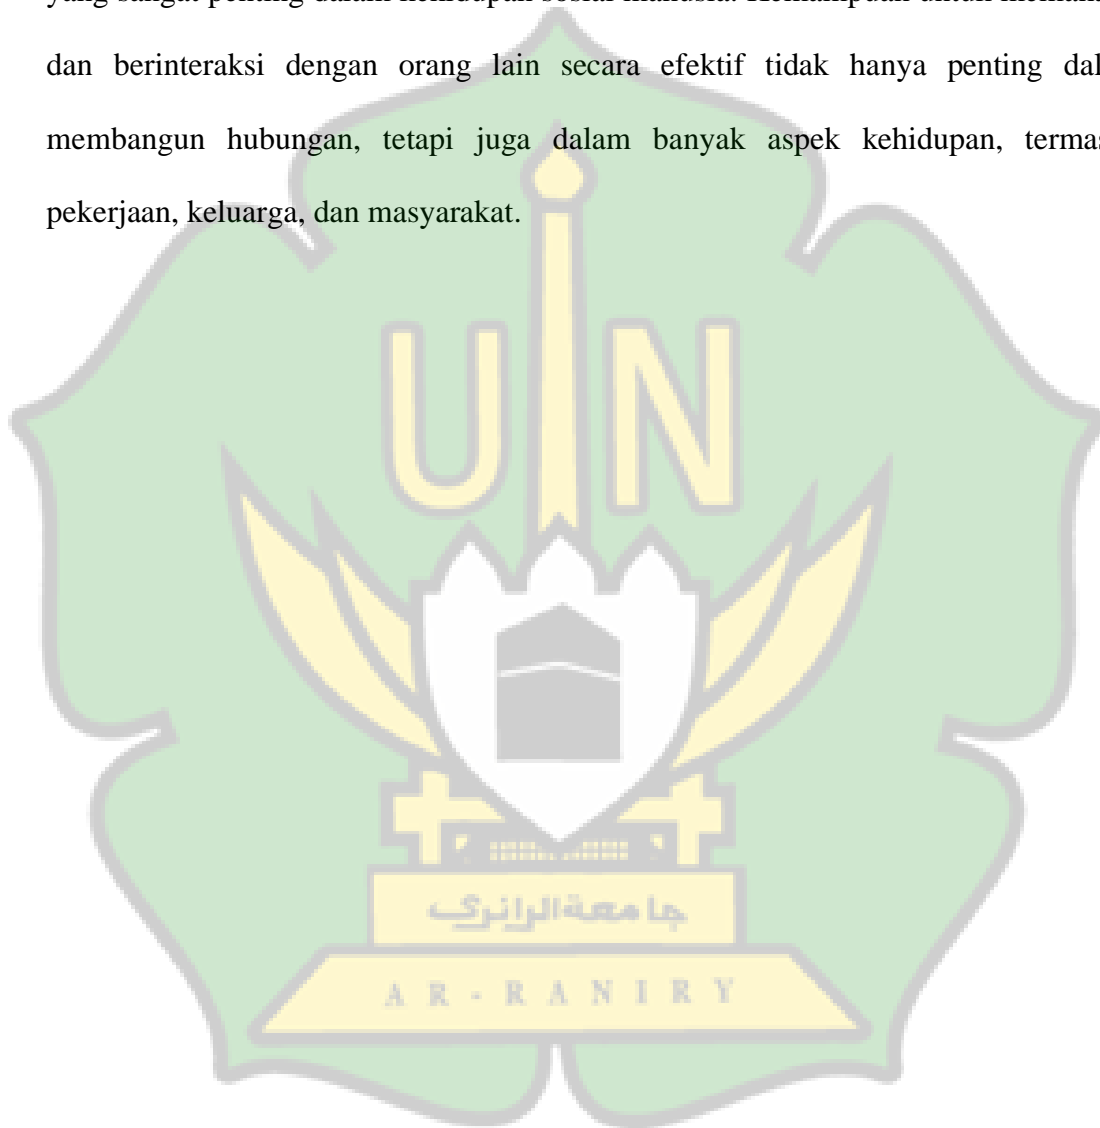 dan berinteraksi dengan orang lain secara efektif tidak hanya penting dal
membangun hubungan, tetapi juga dalam banyak aspek kehidupan, termas
pekerjaan, keluarga, dan masyarakat.
U N
جامعة الرانري
AR-RANIRY